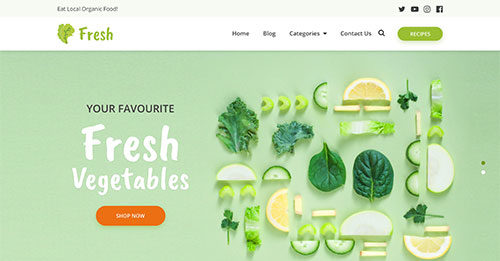 Eat Local Organic Food!
Fresh
Home Blog Categories Contact Us RECIPES
YOUR FAVOURITE
Fresh
Vegetables
SHOP NOW